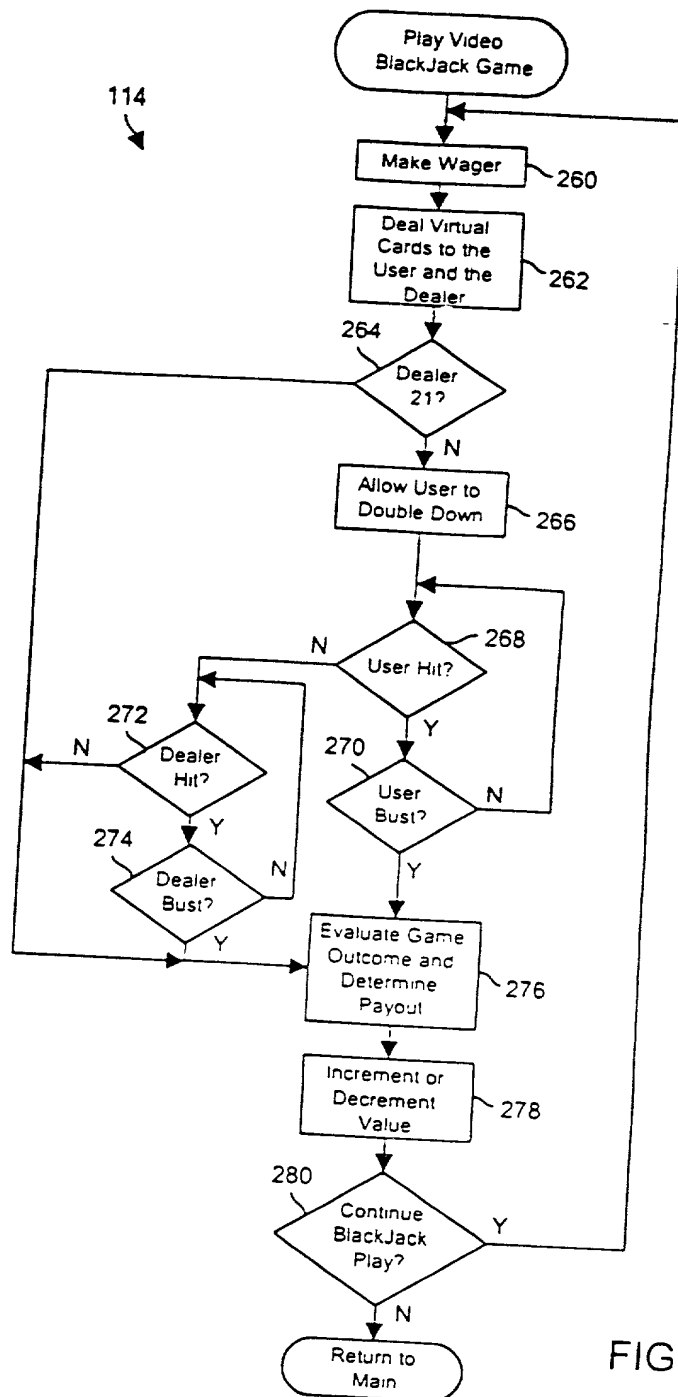 Play Video
BlackJack Game
114
Make Wager
260
Deal Virtual
Cards to the
User and the
Dealer
262
264
Dealer
21?
N
Allow User to
Double Down
266
N
User Hit?
268
272
N
Dealer
Hit?
Y
Y
270
User
Bust?
N
274
Dealer
Bust?
N
Y
Y
Evaluate Game
Outcome and
Determine
Payout
276
Increment or
Decrement
Value
278
280
Continue
BlackJack
Play?
Y
N
Return to
Main
FIG